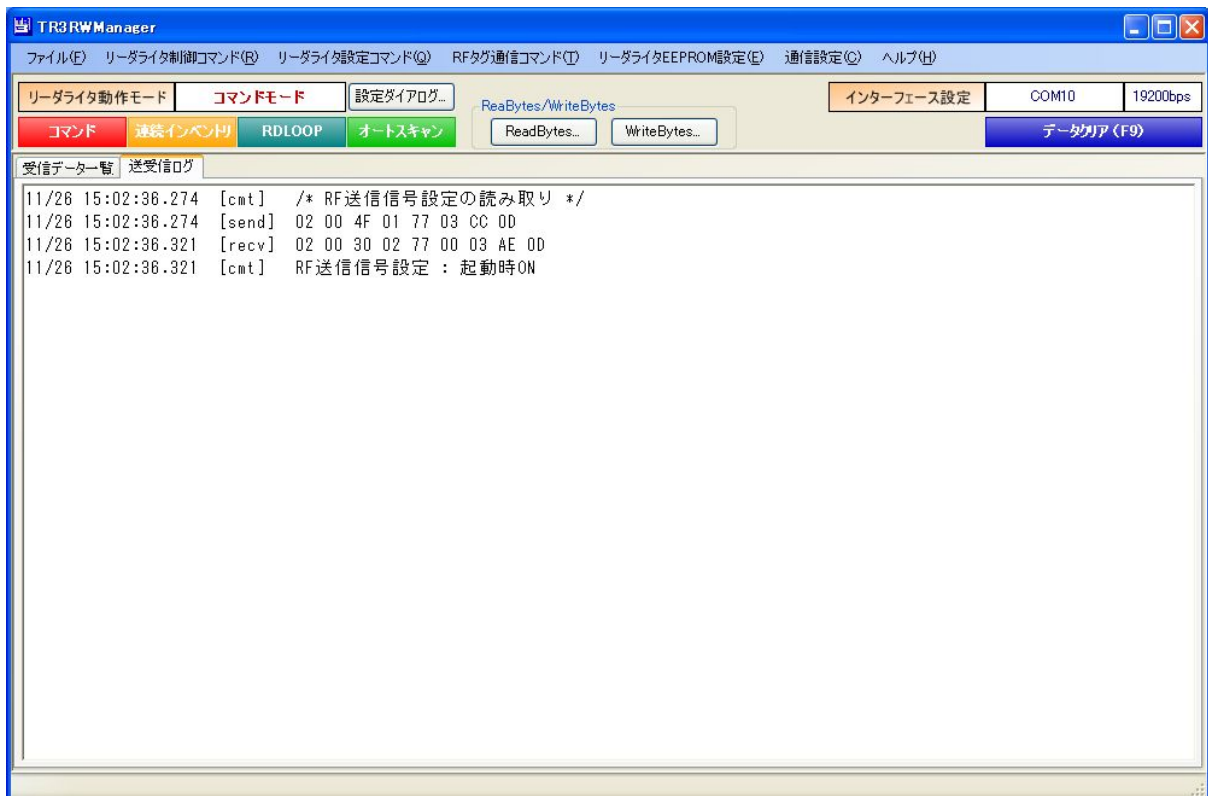 TR3RWManager
ファイル(F) リーダライタ制御コマンド(R) リーダライタ設定コマンド(Q) RFタグ通信コマンド(T) リーダライタEEPROM設定(E) 通信設定(C) ヘルプ(H)
リーダライタ動作モード コマンドモード 設定ダイアログ... ReaBytes/WriteBytes インターフェース設定 COM10 19200bps
コマンド 連続インベントリ RDLOOP オートスキャン ReadBytes... WriteBytes... データクリア (F9)
受信データ一覧 送受信ログ
11/26 15:02:36.274 [cmt] /* RF送信信号設定の読み取り */
11/26 15:02:36.274 [send] 02 00 4F 01 77 03 CC 0D
11/26 15:02:36.321 [recv] 02 00 30 02 77 00 03 AE 0D
11/26 15:02:36.321 [cmt] RF送信信号設定 : 起動時ON